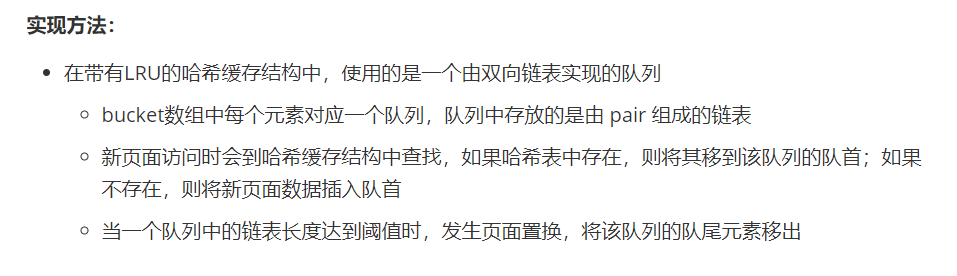 实现方法：
在带有LRU的哈希缓存结构中，使用的是一个由双向链表实现的队列
bucket数组中每个元素对应一个队列，队列中存放的是由 pair 组成的链表
新页面访问时会到哈希缓存结构中查找，如果哈希表中存在，则将其移到该队列的队首；如果
不存在，则将新页面数据插入队首
当一个队列中的链表长度达到阈值时，发生页面置换，将该队列的队尾元素移出